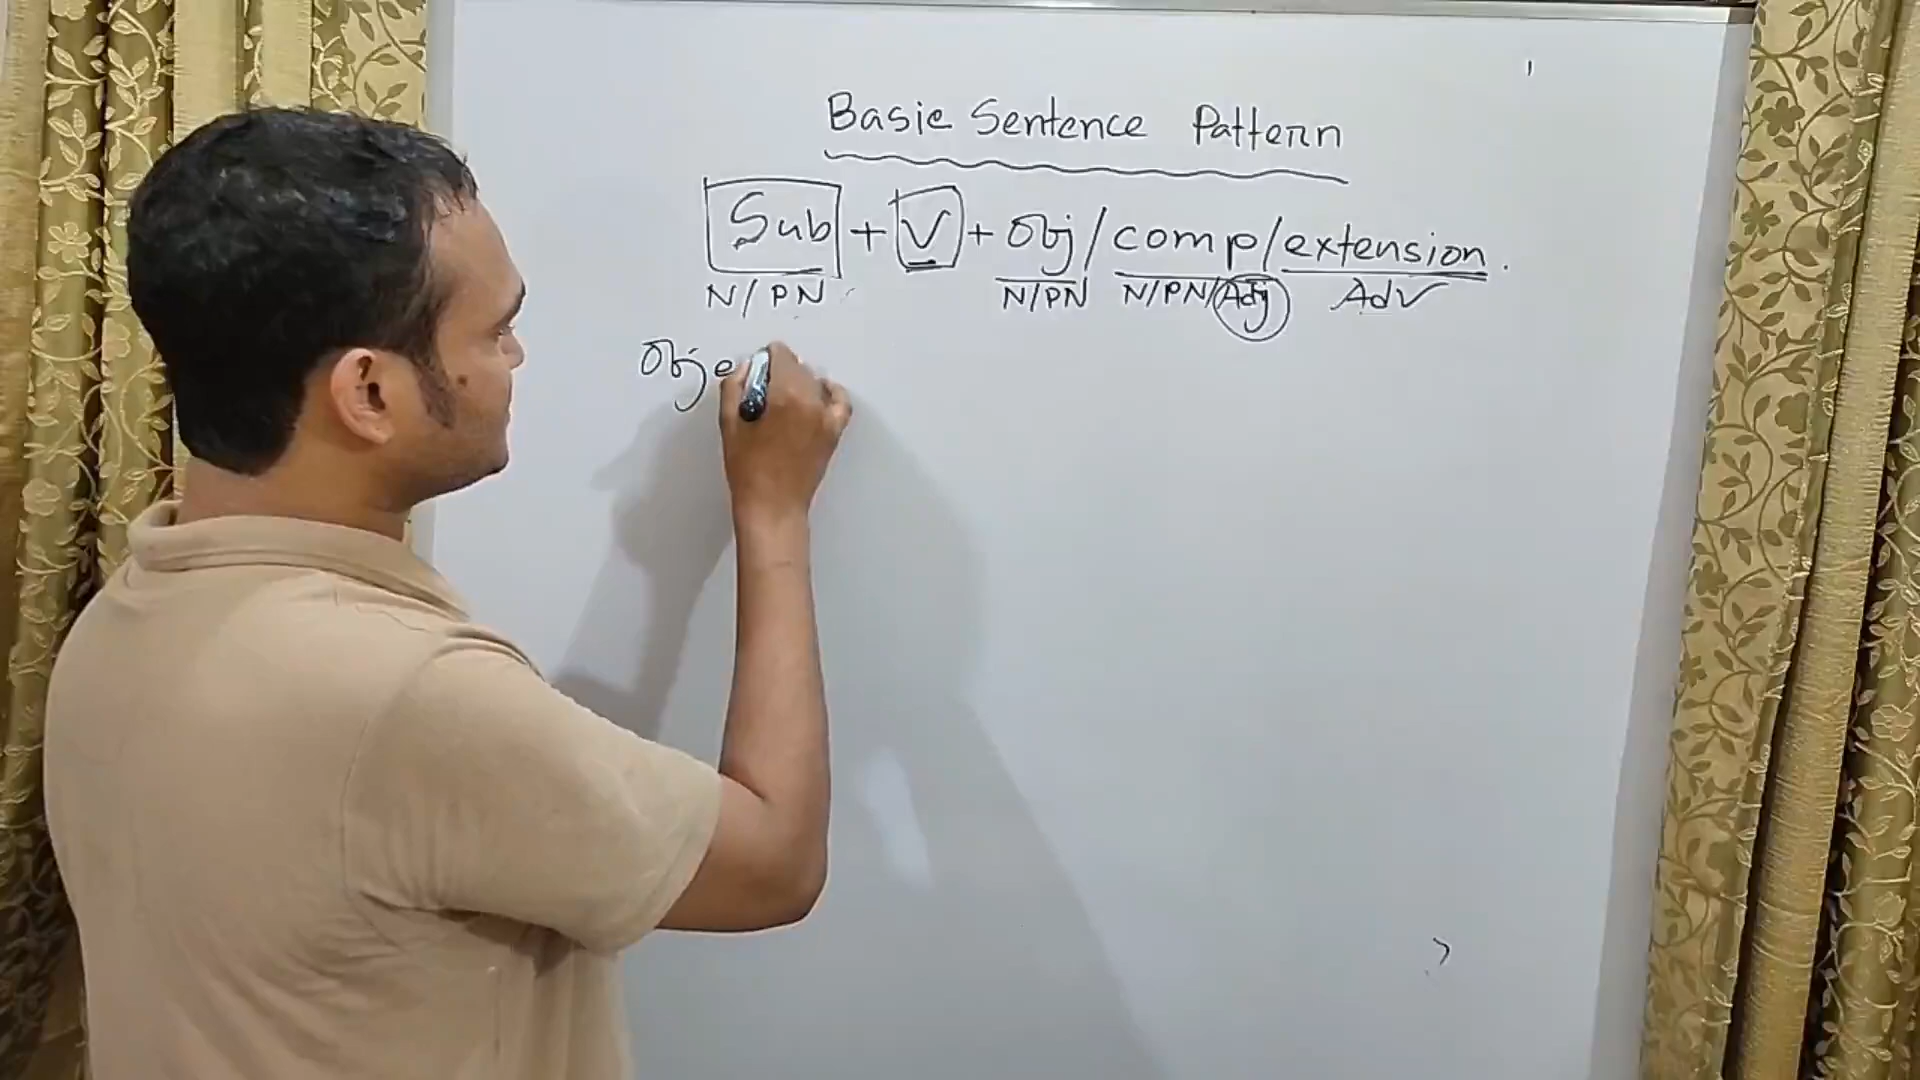 Basic Sentence Pattern
Sub + V + Obj / comp / extension.
N / PN N/PN N/PN/Adj Adv
Obje